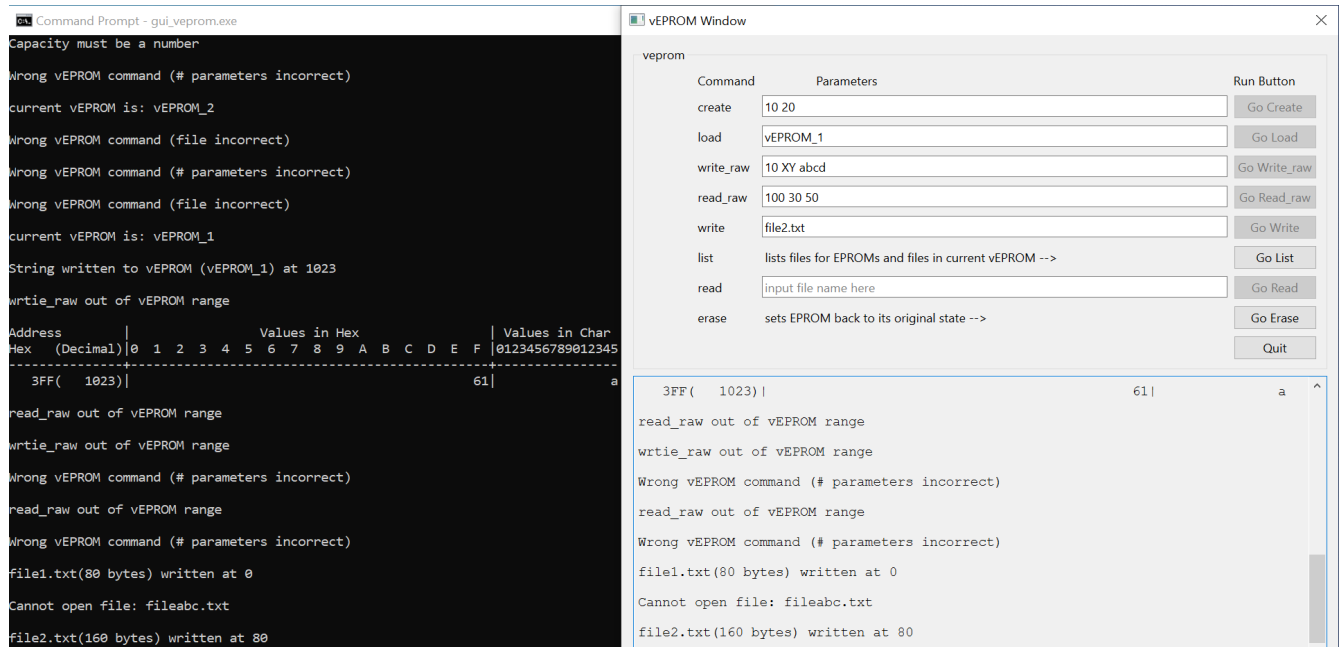 Command Prompt - gui_veprom.exe
Capacity must be a number
Wrong vEPROM command (# parameters incorrect)
current vEPROM is: vEPROM_2
Wrong vEPROM command (file incorrect)
Wrong vEPROM command (# parameters incorrect)
Wrong vEPROM command (file incorrect)
current vEPROM is: vEPROM_1
String written to vEPROM (vEPROM_1) at 1023
wrtie_raw out of vEPROM range
Address | Values in Hex | Values in Char
Hex (Decimal)|0 1 2 3 4 5 6 7 8 9 A B C D E F |0123456789012345
---------------+------------------------------------------------+----------------
3FF( 1023)| 61| a
read_raw out of vEPROM range
wrtie_raw out of vEPROM range
Wrong vEPROM command (# parameters incorrect)
read_raw out of vEPROM range
Wrong vEPROM command (# parameters incorrect)
file1.txt(80 bytes) written at 0
Cannot open file: fileabc.txt
file2.txt(160 bytes) written at 80
vEPROM Window
veprom
Command Parameters Run Button
create 10 20 Go Create
load vEPROM_1 Go Load
write_raw 10 XY abcd Go Write_raw
read_raw 100 30 50 Go Read_raw
write file2.txt Go Write
list lists files for EPROMs and files in current vEPROM --> Go List
read input file name here Go Read
erase sets EPROM back to its original state --> Go Erase
Quit
3FF( 1023)| 61| a
read_raw out of vEPROM range
wrtie_raw out of vEPROM range
Wrong vEPROM command (# parameters incorrect)
read_raw out of vEPROM range
Wrong vEPROM command (# parameters incorrect)
file1.txt(80 bytes) written at 0
Cannot open file: fileabc.txt
file2.txt(160 bytes) written at 80